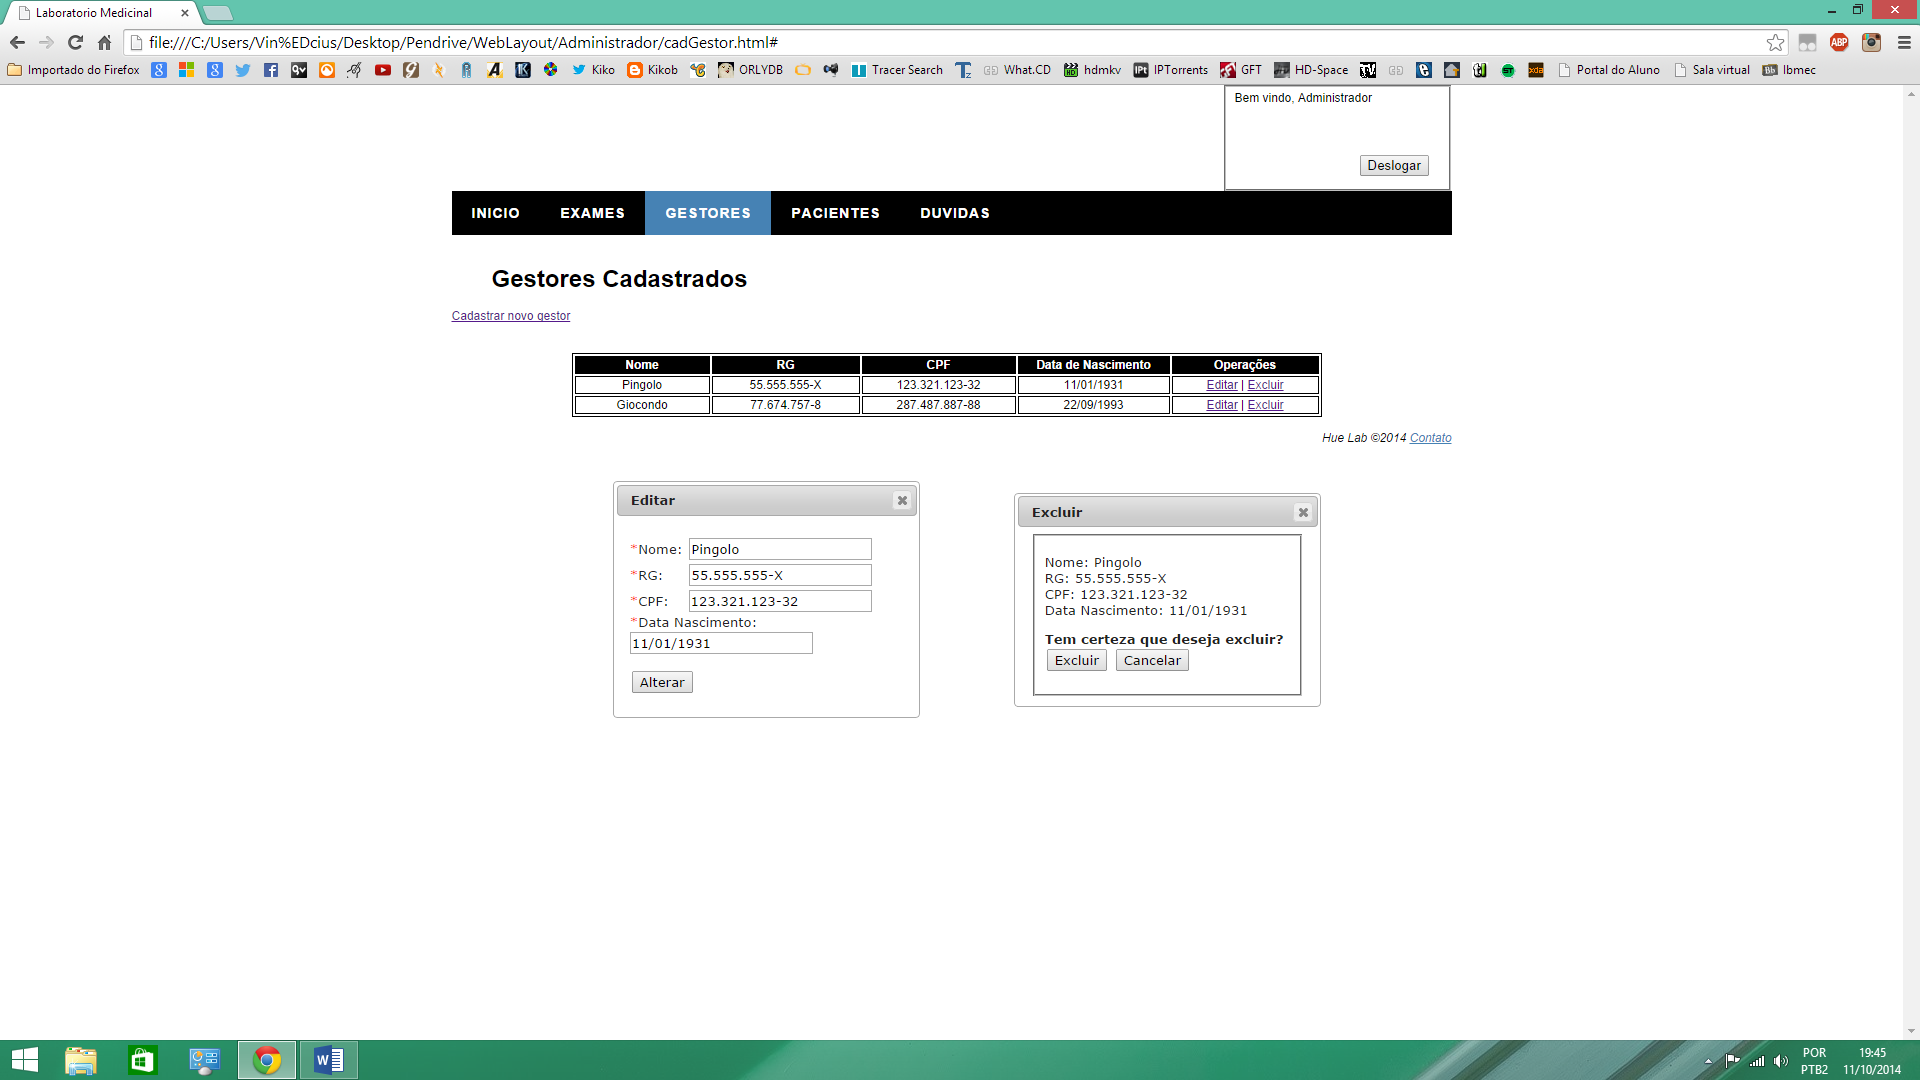 Laboratorio Medicinal
file:///C:/Users/Vin%EDcius/Desktop/Pendrive/WebLayout/Administrador/cadGestor.html#
ABP
Importado do Firefox Kiko Kikob ORLYDB Tracer Search What.CD hdmkv IPTorrents GFT HD-Space Portal do Aluno Sala virtual Ibmec
Bem vindo, Administrador
Deslogar
INICIO EXAMES GESTORES PACIENTES DUVIDAS
Gestores Cadastrados
Cadastrar novo gestor
Nome RG CPF Data de Nascimento Operações
Pingolo 55.555.555-X 123.321.123-32 11/01/1931 Editar | Excluir
Giocondo 77.674.757-8 287.487.887-88 22/09/1993 Editar | Excluir
Hue Lab ©2014 Contato
Editar
*Nome: Pingolo
*RG: 55.555.555-X
*CPF: 123.321.123-32
*Data Nascimento:
11/01/1931
Alterar
Excluir
Nome: Pingolo
RG: 55.555.555-X
CPF: 123.321.123-32
Data Nascimento: 11/01/1931
Tem certeza que deseja excluir?
Excluir Cancelar
POR 19:45
PTB2 11/10/2014